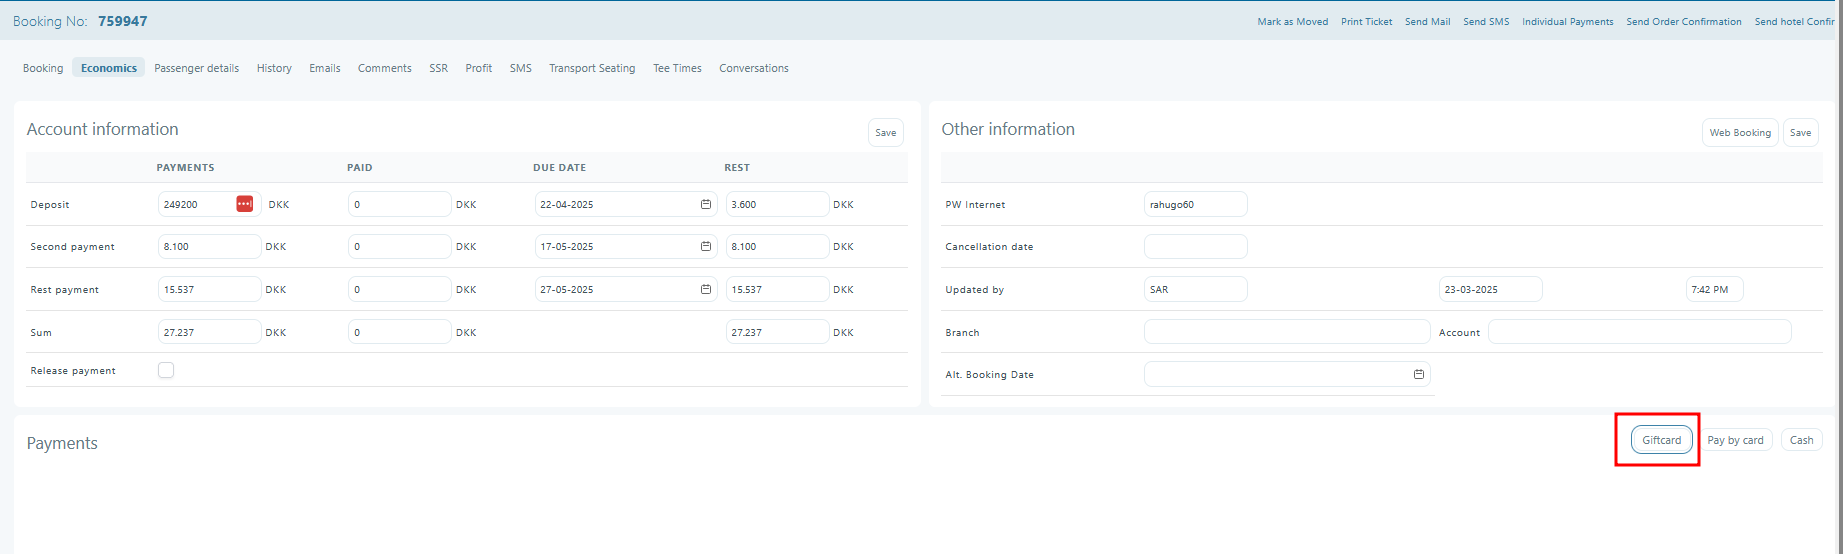 Booking No: 759947
Mark as Moved Print Ticket Send Mail Send SMS Individual Payments Send Order Confirmation Send hotel Confir
Booking Economics Passenger details History Emails Comments SSR Profit SMS Transport Seating Tee Times Conversations
Account information Save
PAYMENTS PAID DUE DATE REST
Deposit 249200 DKK 0 DKK 22-04-2025 3.600 DKK
Second payment 8.100 DKK 0 DKK 17-05-2025 8.100 DKK
Rest payment 15.537 DKK 0 DKK 27-05-2025 15.537 DKK
Sum 27.237 DKK 0 DKK 27.237 DKK
Release payment
Other information Web Booking Save
PW Internet rahugo60
Cancellation date
Updated by SAR 23-03-2025 7:42 PM
Branch Account
Alt. Booking Date
Payments Giftcard Pay by card Cash